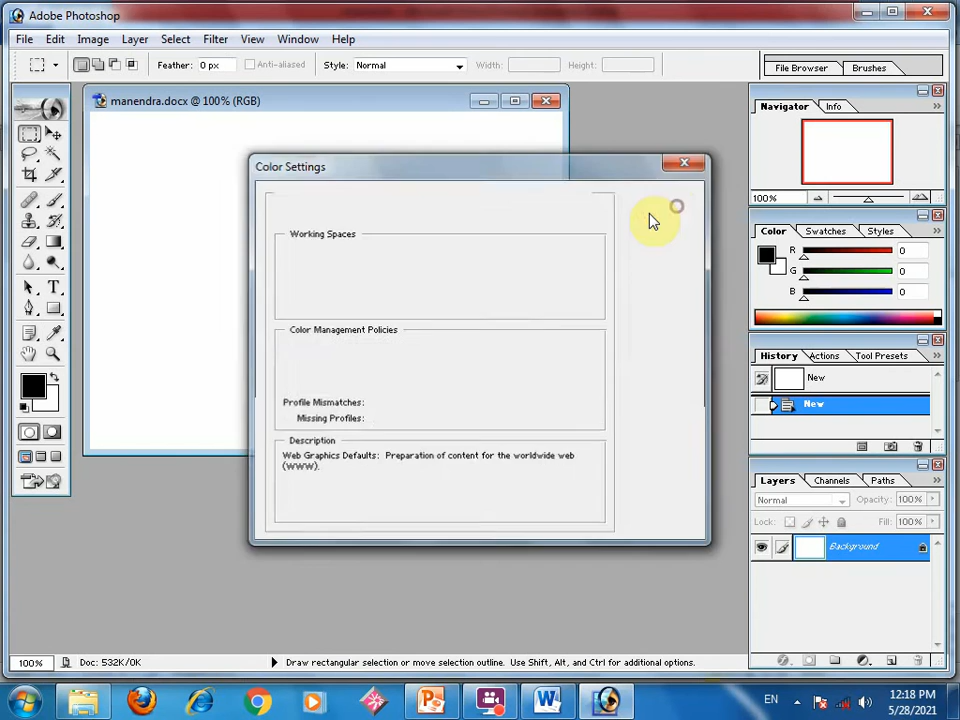 Adobe Photoshop
File Edit Image Layer Select Filter View Window Help
Feather: 0 px Anti-aliased Style: Normal Width: Height: File Browser Brushes
manendra.docx @ 100% (RGB)
Navigator Info
100%
Color Settings
Working Spaces
Color Management Policies
Profile Mismatches:
Missing Profiles:
Description
Web Graphics Defaults: Preparation of content for the worldwide web
(WWW).
Color Swatches Styles
R 0
G 0
B 0
History Actions Tool Presets
New
New
Layers Channels Paths
Normal Opacity: 100%
Lock: Fill: 100%
Background
100% Doc: 532K/0K Draw rectangular selection or move selection outline. Use Shift, Alt, and Ctrl for additional options.
EN 12:18 PM
5/28/2021